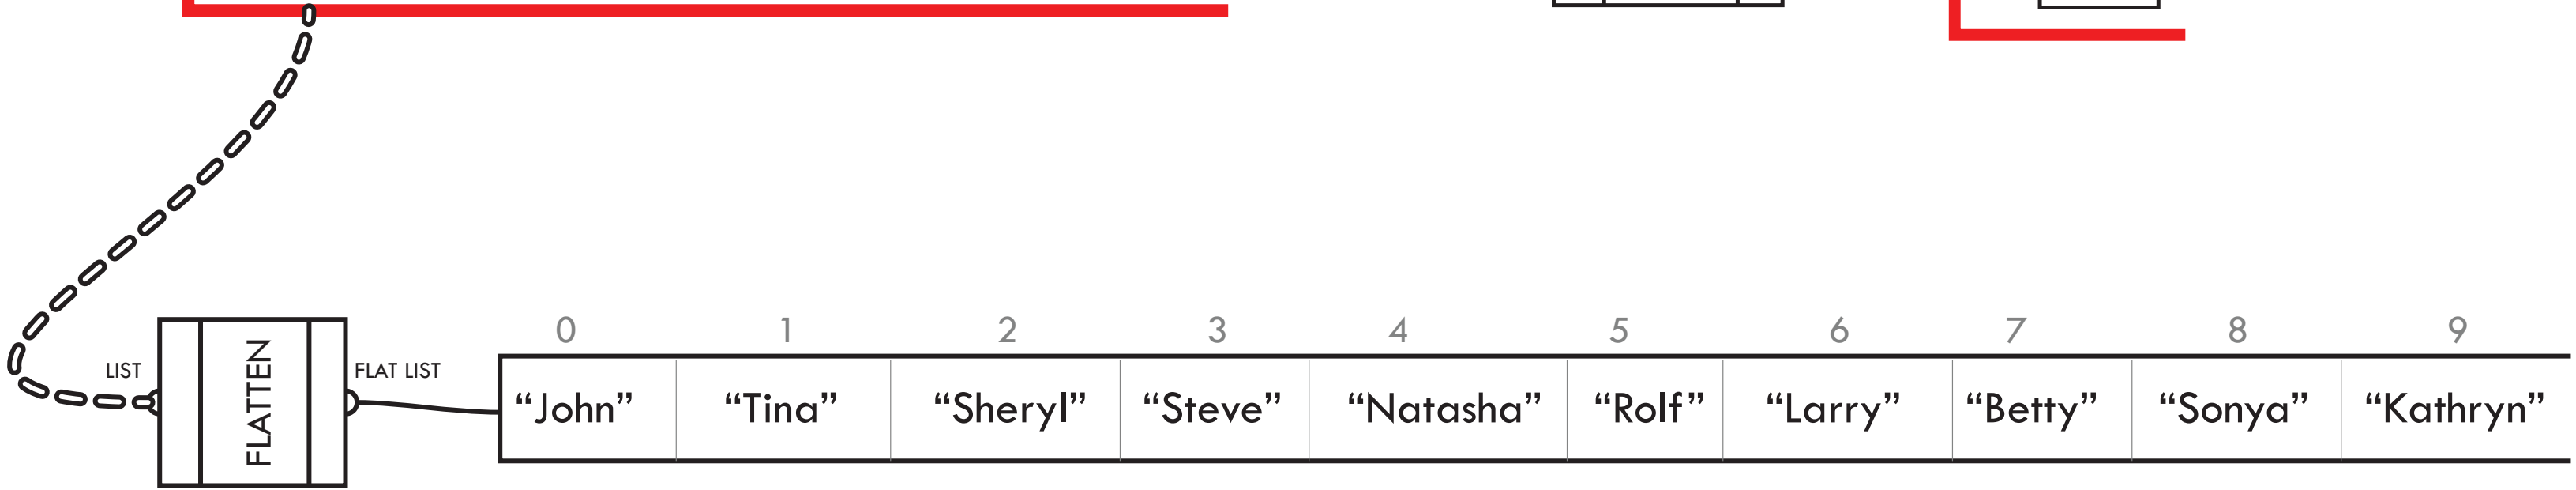 0 1 2 3 4 5 6 7 8 9
LIST FLATTEN FLAT LIST
“John” “Tina” “Sheryl” “Steve” “Natasha” “Rolf” “Larry” “Betty” “Sonya” “Kathryn”